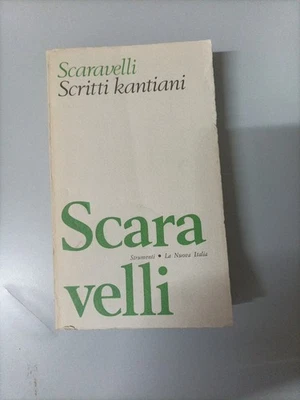 Scaravelli
Scritti kantiani
Scara
Strumenti • La Nuova Italia
velli